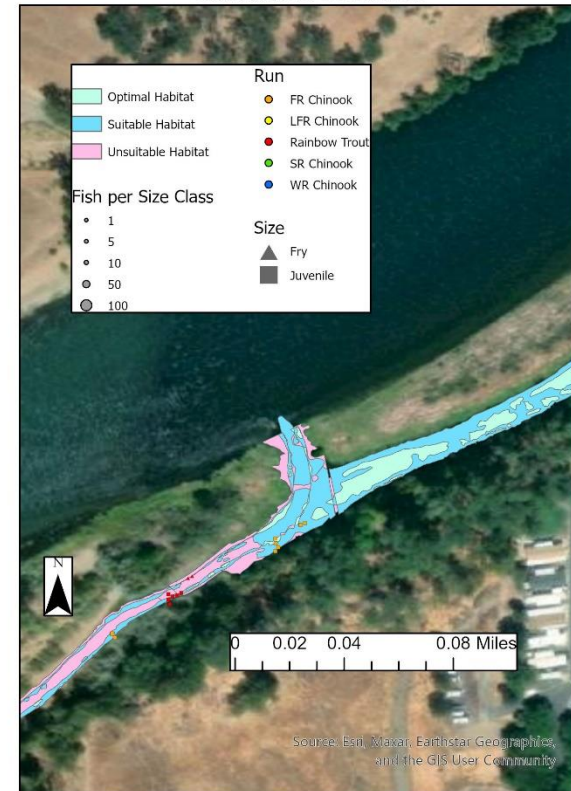 Optimal Habitat
Suitable Habitat
Unsuitable Habitat
Fish per Size Class
1
5
10
50
100
Run
FR Chinook
LFR Chinook
Rainbow Trout
SR Chinook
WR Chinook
Size
Fry
Juvenile
N
0 0.02 0.04 0.08 Miles
Source: Esri, Maxar, Earthstar Geographics,
and the GIS User Community